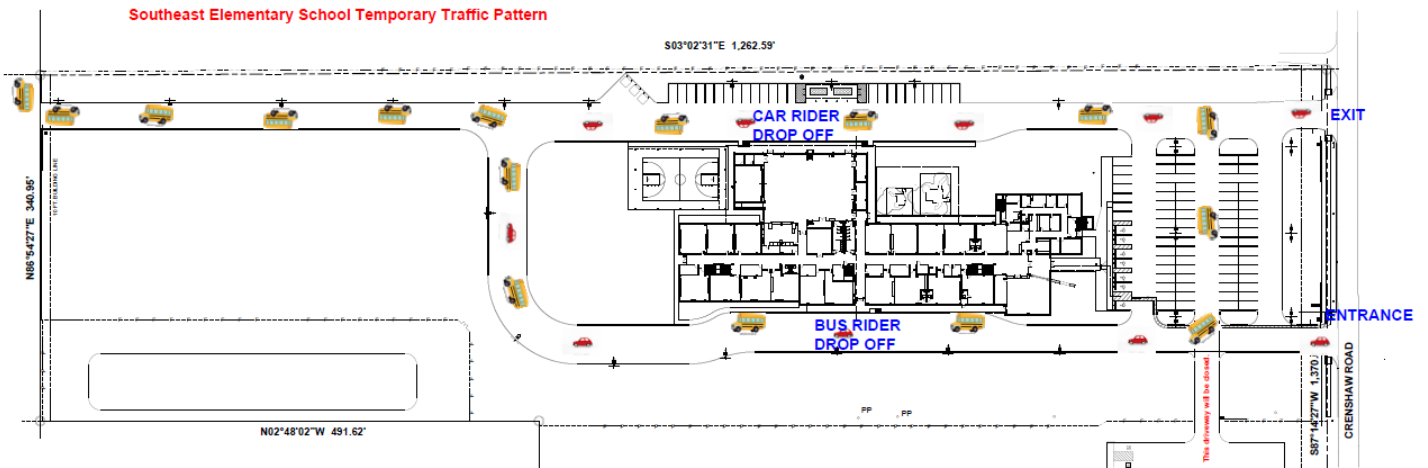 Southeast Elementary School Temporary Traffic Pattern
S03°02'31"E 1,262.59'
CAR RIDER
DROP OFF
EXIT
N86°54'27"E 340.95'
BUS RIDER
DROP OFF
ENTRANCE
This driveway will be closed.
S87°14'27"W 1,370.
CRENSHAW ROAD
PP
PP
N02°48'02"W 491.62'